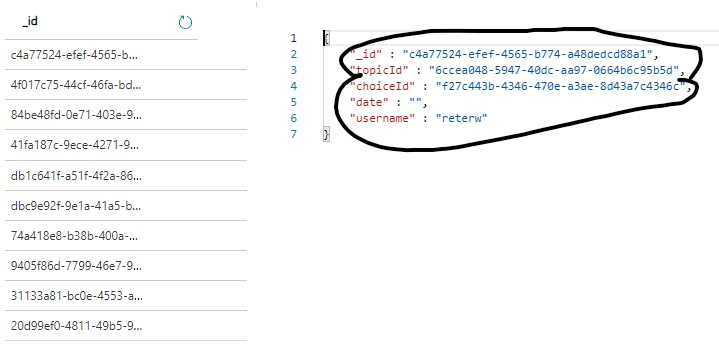 _id
c4a77524-efef-4565-b...
4f017c75-44cf-46fa-bd...
84be48fd-0e71-403e-9...
41fa187c-9ece-4271-9...
db1c641f-a51f-4f2a-86...
dbc9e92f-9e1a-41a5-b...
74a418e8-b38b-400a-...
9405f86d-7799-46e7-9...
31133a81-bc0e-4553-a...
20d99ef0-4811-49b5-9...
1 {
2 "_id" : "c4a77524-efef-4565-b774-a48dedcd88a1",
3 "topicId" : "6ccea048-5947-40dc-aa97-0664b6c95b5d",
4 "choiceId" : "f27c443b-4346-470e-a3ae-8d43a7c4346c",
5 "date" : "",
6 "username" : "reterw"
7 }